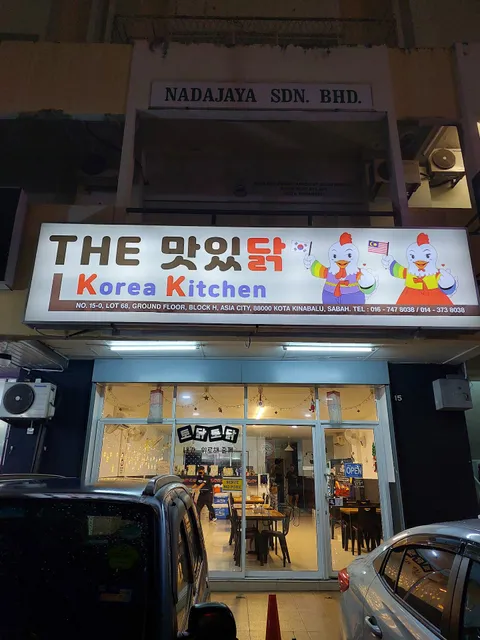 NADAJAYA SDN. BHD.
THE 맛있닭
Korea Kitchen
NO. 15-0, LOT 68, GROUND FLOOR, BLOCK H, ASIA CITY, 88000 KOTA KINABALU, SABAH. TEL : 016 - 747 8038 / 014 - 373 8038
15
OPEN